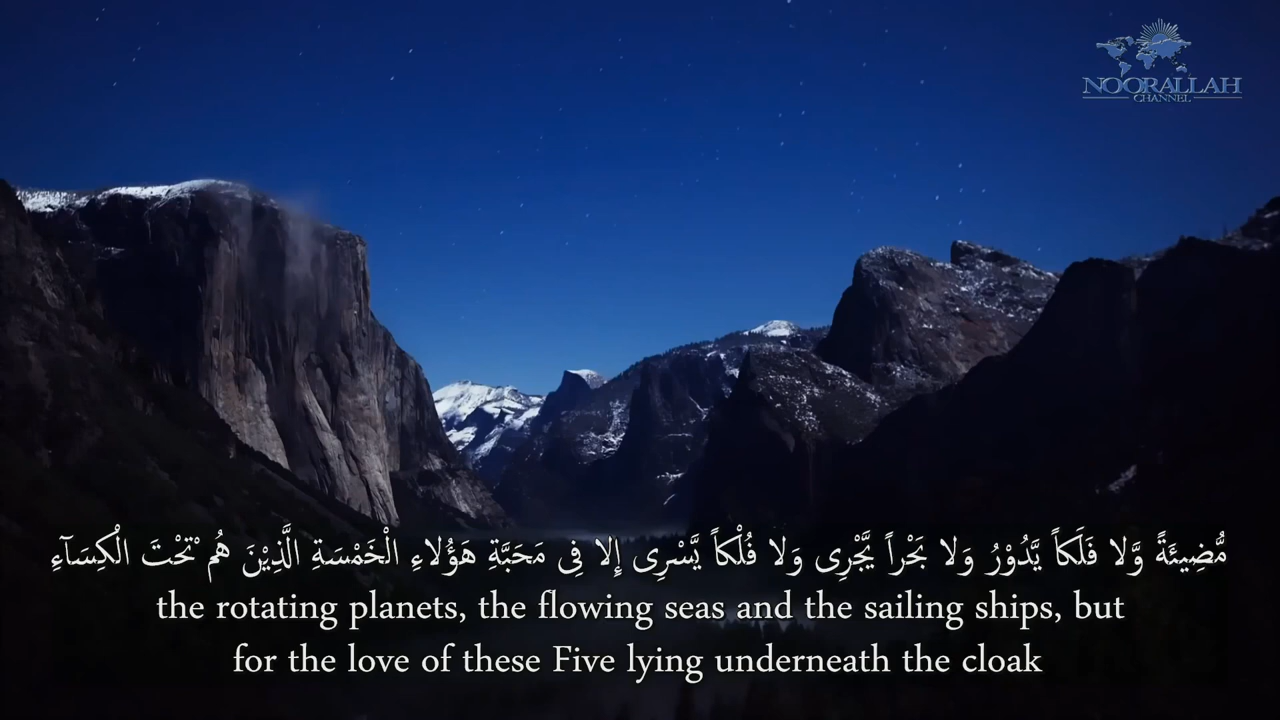 NOORALLAH
CHANNEL
مُّضِيئَةً وَّلا فَلَكاً يَّدُوْرُ وَلا بَحْراً يَّجْرِى وَلا فُلْكاً يَّسْرِى إِلا فِى مَحَبَّةِ هَؤُلاءِ الْخَمْسَةِ الَّذِيْنَ هُم ْتَحْتَ الْكِسَآءِ
the rotating planets, the flowing seas and the sailing ships, but
for the love of these Five lying underneath the cloak